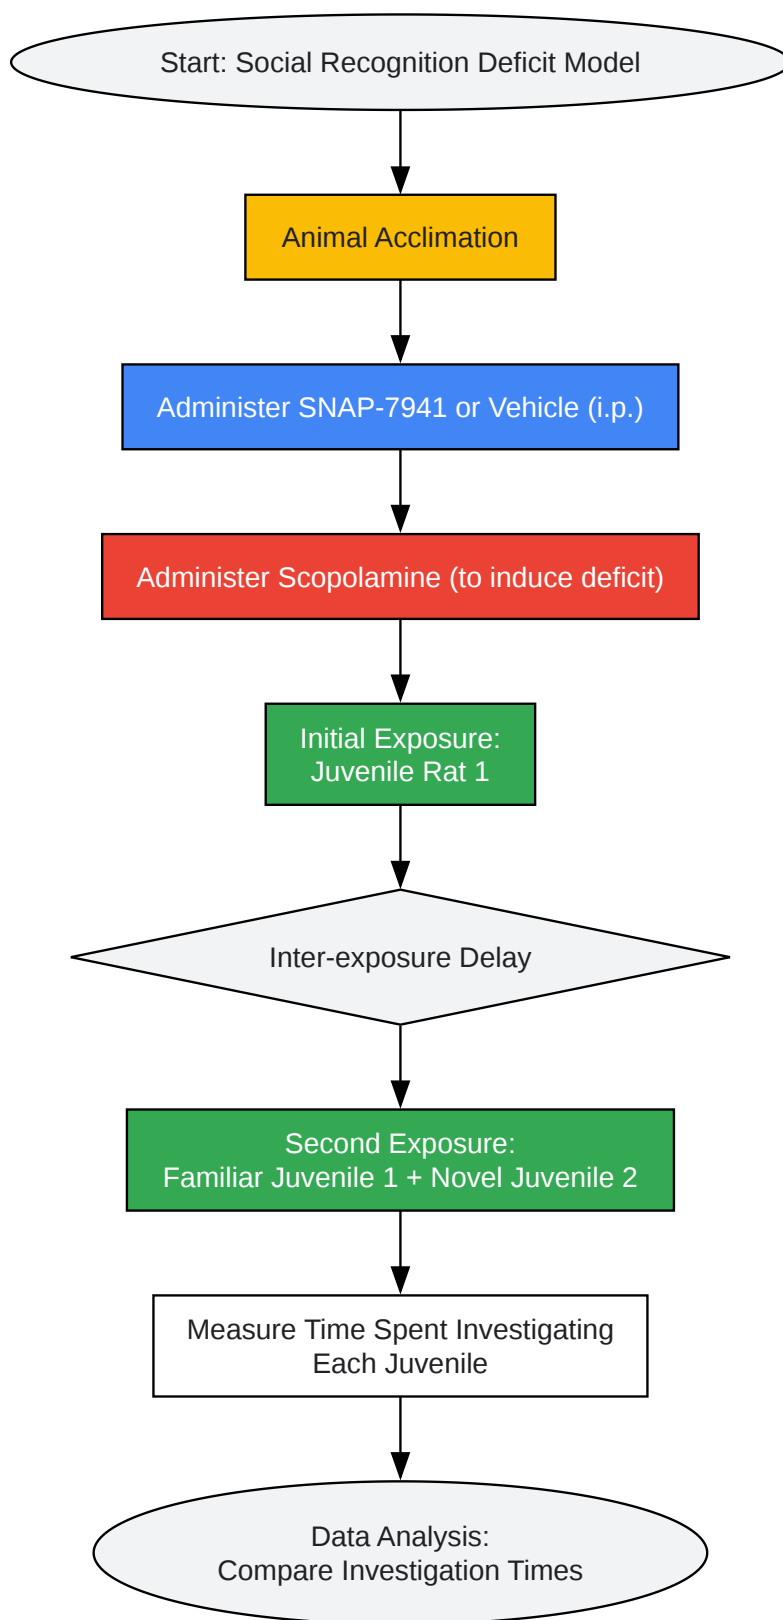 Start: Social Recognition Deficit Model
Animal Acclimation
Administer SNAP-7941 or Vehicle (i.p.)
Administer Scopolamine (to induce deficit)
Initial Exposure:
Juvenile Rat 1
Inter-exposure Delay
Second Exposure:
Familiar Juvenile 1 + Novel Juvenile 2
Measure Time Spent Investigating
Each Juvenile
Data Analysis:
Compare Investigation Times